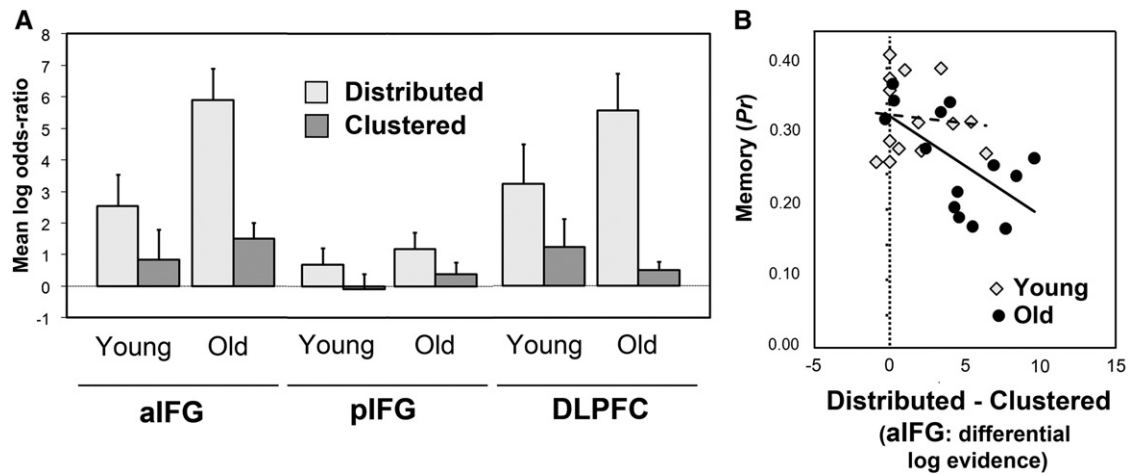 A
8
7
6
5
4
3
2
1
0
-1
Mean log odds-ratio
Distributed
Clustered
Young Old Young Old Young Old
aIFG pIFG DLPFC
B
0.40
0.30
0.20
0.10
0.00
Memory (Pr)
Young
Old
-5 0 5 10 15
Distributed - Clustered
(aIFG: differential
log evidence)